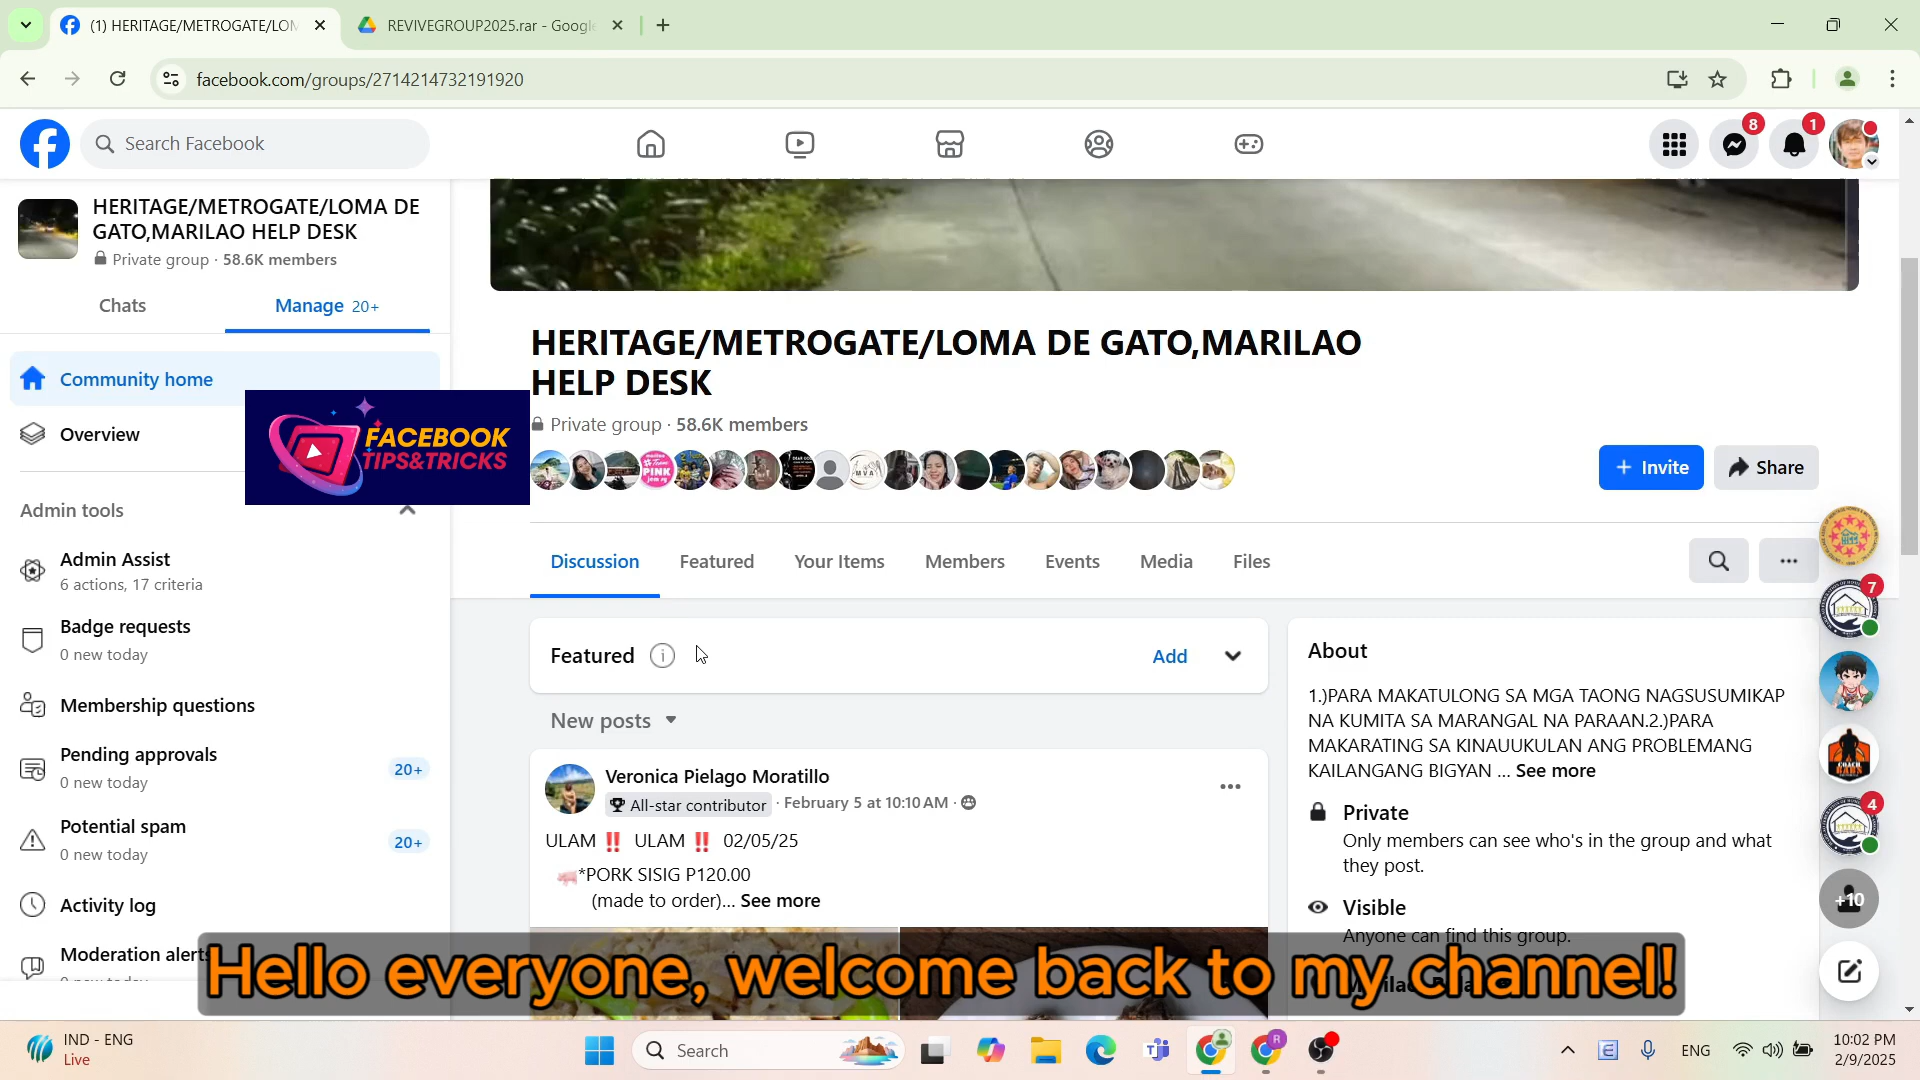 (1) HERITAGE/METROGATE/LOM
REVIVEGROUP2025.rar - Google
facebook.com/groups/2714214732191920
Search Facebook
8
1
HERITAGE/METROGATE/LOMA DE
GATO,MARILAO HELP DESK
Private group · 58.6K members
Chats
Manage 20+
Community home
Overview
Admin tools
Admin Assist
6 actions, 17 criteria
Badge requests
0 new today
Membership questions
Pending approvals
0 new today
20+
Potential spam
0 new today
20+
Activity log
Moderation alerts
FACEBOOK
TIPS&TRICKS
HERITAGE/METROGATE/LOMA DE GATO,MARILAO
HELP DESK
Private group · 58.6K members
+ Invite
Share
Discussion
Featured
Your Items
Members
Events
Media
Files
Featured
Add
New posts
Veronica Pielago Moratillo
All-star contributor · February 5 at 10:10 AM ·
ULAM ‼️ ULAM ‼️ 02/05/25
🐖*PORK SISIG P120.00
(made to order)... See more
About
1.)PARA MAKATULONG SA MGA TAONG NAGSUSUMIKAP
NA KUMITA SA MARANGAL NA PARAAN.2.)PARA
MAKARATING SA KINAUUKULAN ANG PROBLEMANG
KAILANGANG BIGYAN ... See more
Private
Only members can see who's in the group and what
they post.
Visible
Anyone can find this group.
7
4
+10
Hello everyone, welcome back to my channel!
IND - ENG
Live
Search
ENG
10:02 PM
2/9/2025